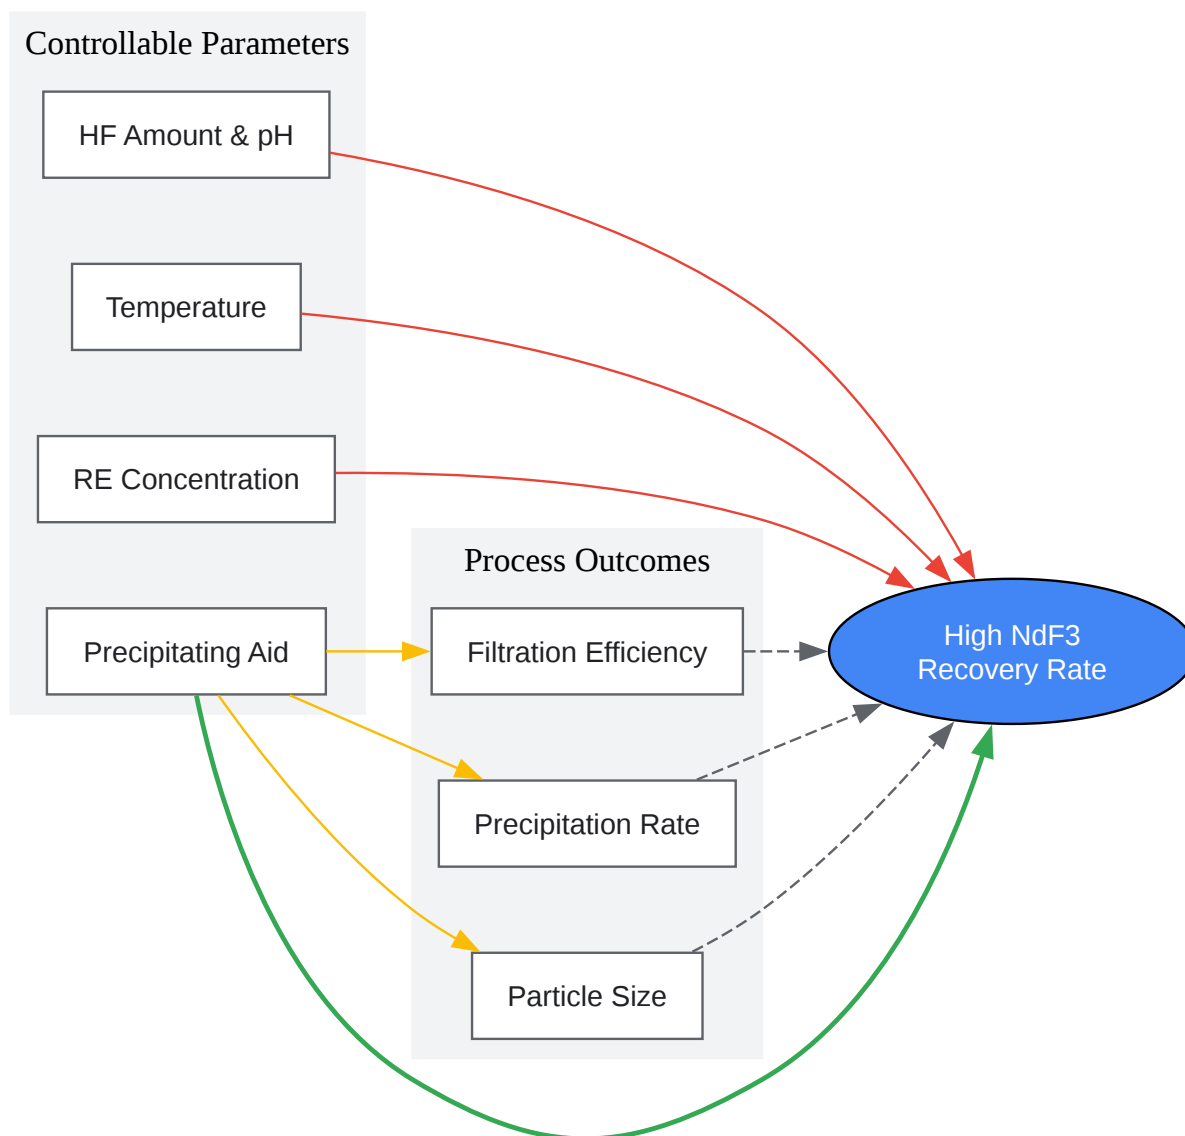 Controllable Parameters
HF Amount & pH
Temperature
RE Concentration
Precipitating Aid
Process Outcomes
Filtration Efficiency
Precipitation Rate
Particle Size
High NdF3
Recovery Rate